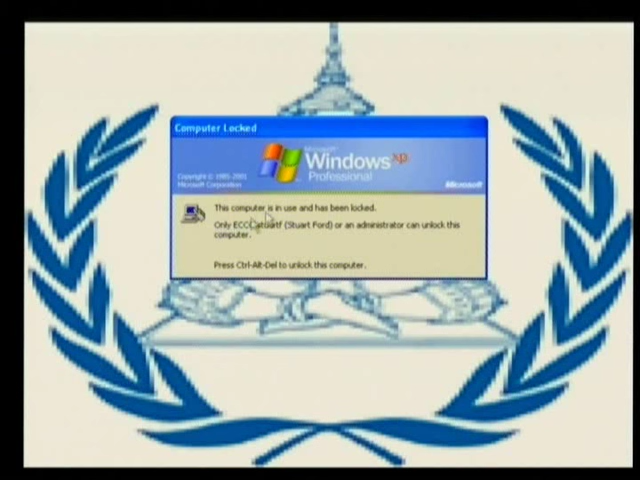 Computer Locked
Microsoft
Windows xp
Professional
Copyright © 1985-2001
Microsoft Corporation
Microsoft
This computer is in use and has been locked.
Only (Stuart Ford) or an administrator can unlock this
computer.
Press Ctrl-Alt-Del to unlock this computer.